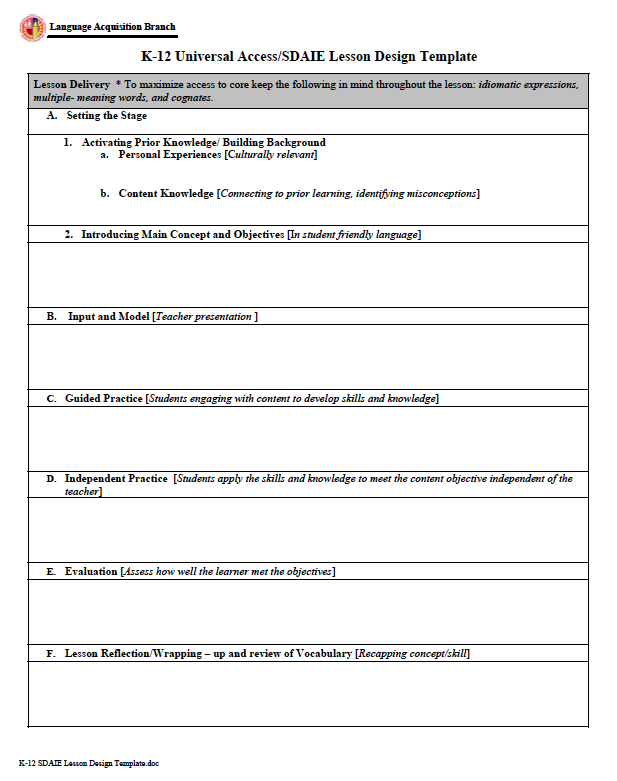 Language Acquisition Branch
K-12 Universal Access/SDAIE Lesson Design Template
Lesson Delivery * To maximize access to core keep the following in mind throughout the lesson: idiomatic expressions,
multiple- meaning words, and cognates.
A. Setting the Stage
1. Activating Prior Knowledge/ Building Background
a. Personal Experiences [Culturally relevant]
b. Content Knowledge [Connecting to prior learning, identifying misconceptions]
2. Introducing Main Concept and Objectives [In student friendly language]
B. Input and Model [Teacher presentation ]
C. Guided Practice [Students engaging with content to develop skills and knowledge]
D. Independent Practice [Students apply the skills and knowledge to meet the content objective independent of the
teacher]
E. Evaluation [Assess how well the learner met the objectives]
F. Lesson Reflection/Wrapping – up and review of Vocabulary [Recapping concept/skill]
K-12 SDAIE Lesson Design Template.doc